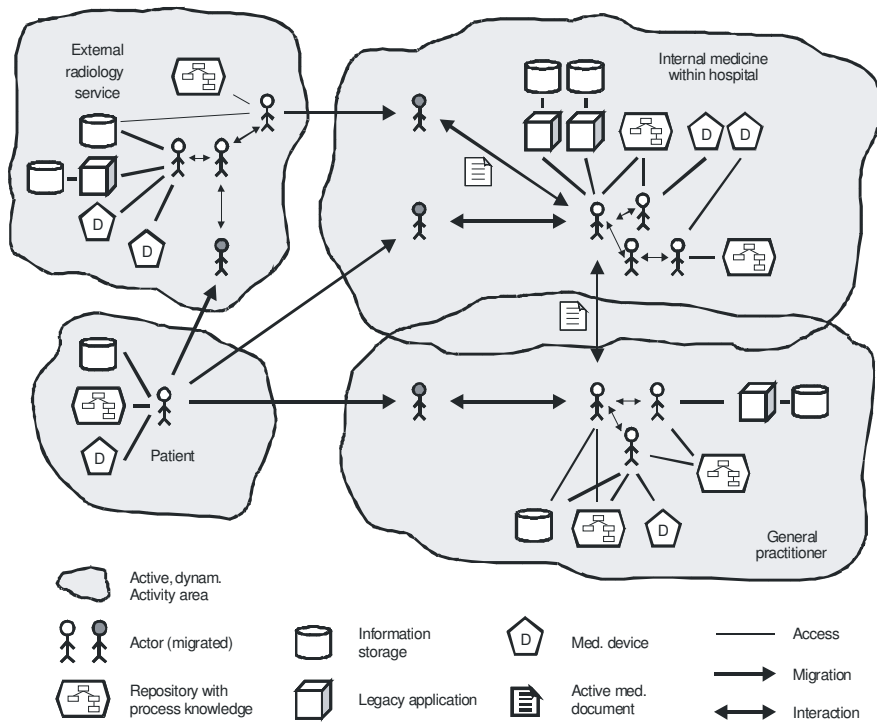 External
radiology
service
Internal medicine
within hospital
D
D
D
D
Patient
D
D
General
practitioner
Active, dynam.
Activity area
Actor (migrated)
Information
storage
D
Med. device
Access
Repository with
process knowledge
Legacy application
Active med.
document
Migration
Interaction